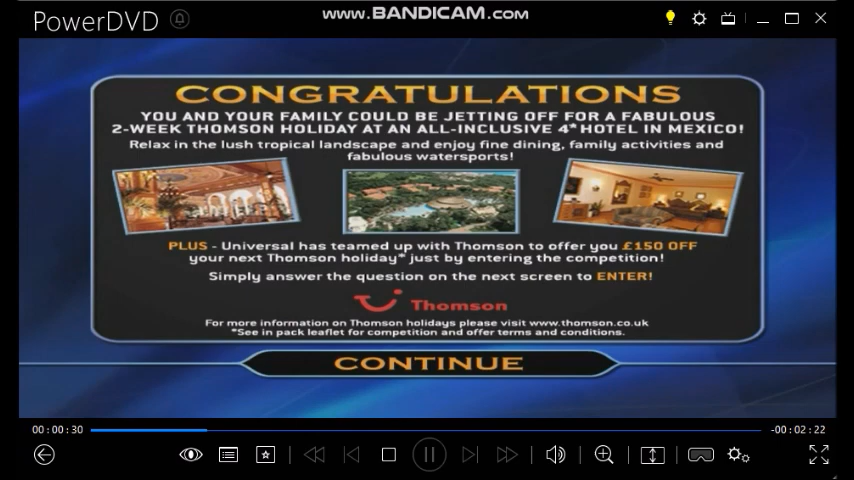 PowerDVD
www.BANDICAM.com
CONGRATULATIONS
YOU AND YOUR FAMILY COULD BE JETTING OFF FOR A FABULOUS
2-WEEK THOMSON HOLIDAY AT AN ALL-INCLUSIVE 4* HOTEL IN MEXICO!
Relax in the lush tropical landscape and enjoy fine dining, family activities and
fabulous watersports!
PLUS - Universal has teamed up with Thomson to offer you £150 OFF
your next Thomson holiday* just by entering the competition!
Simply answer the question on the next screen to ENTER!
Thomson
For more information on Thomson holidays please visit www.thomson.co.uk
*See in pack leaflet for competition and offer terms and conditions.
CONTINUE
00:00:30
-00:02:22